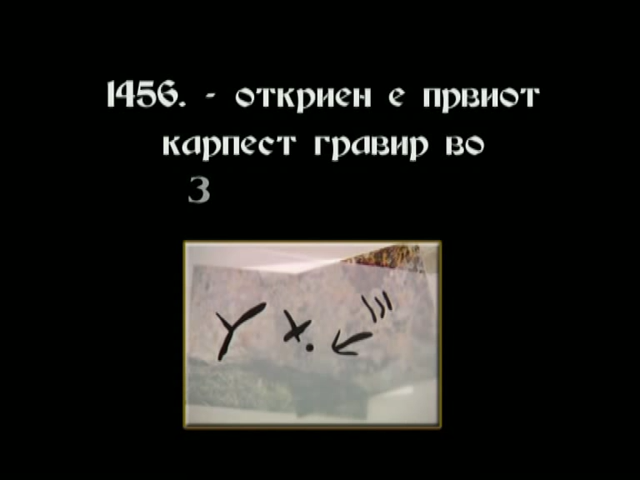 1456. - откриен е првиот
карпест гравир во
З